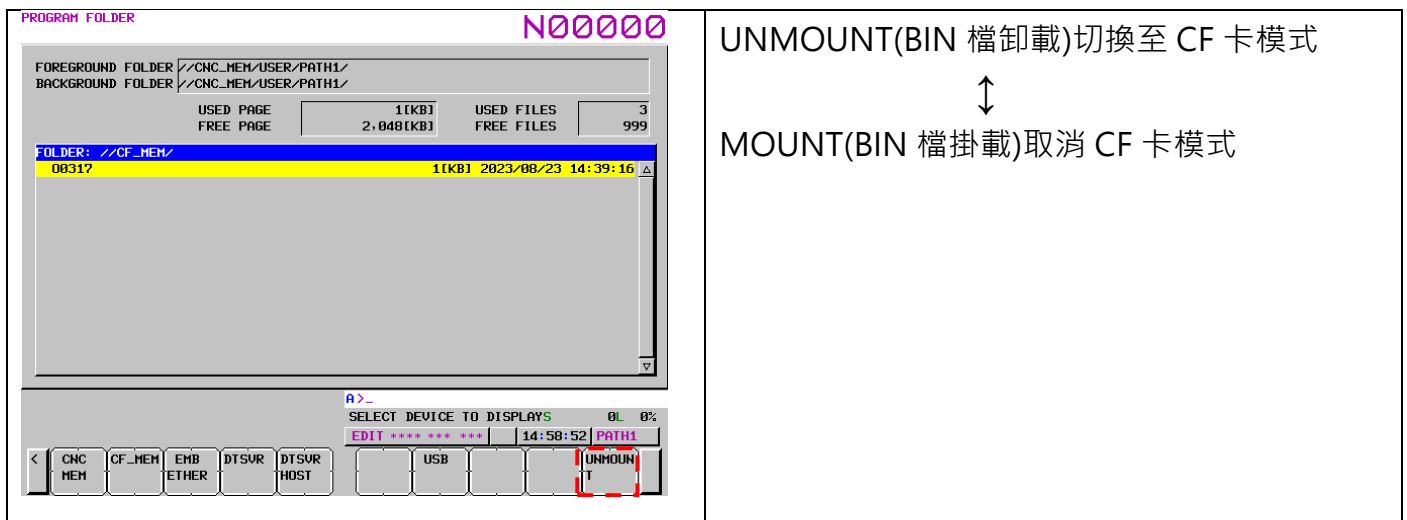 PROGRAM FOLDER
N00000
FOREGROUND FOLDER //CNC_MEM/USER/PATH1/
BACKGROUND FOLDER //CNC_MEM/USER/PATH1/
USED PAGE 1[KB] USED FILES 3
FREE PAGE 2,048[KB] FREE FILES 999
FOLDER: //CF_MEM/
O0317 1[KB] 2023/08/23 14:39:16
A>_
SELECT DEVICE TO DISPLAYS 0L 0%
EDIT **** *** *** 14:58:52 PATH1
< CNC MEM CF_MEM EMB ETHER DTSVR DTSVR HOST USB UNMOUNT
UNMOUNT(BIN 檔卸載)切換至 CF 卡模式
↕
MOUNT(BIN 檔掛載)取消 CF 卡模式